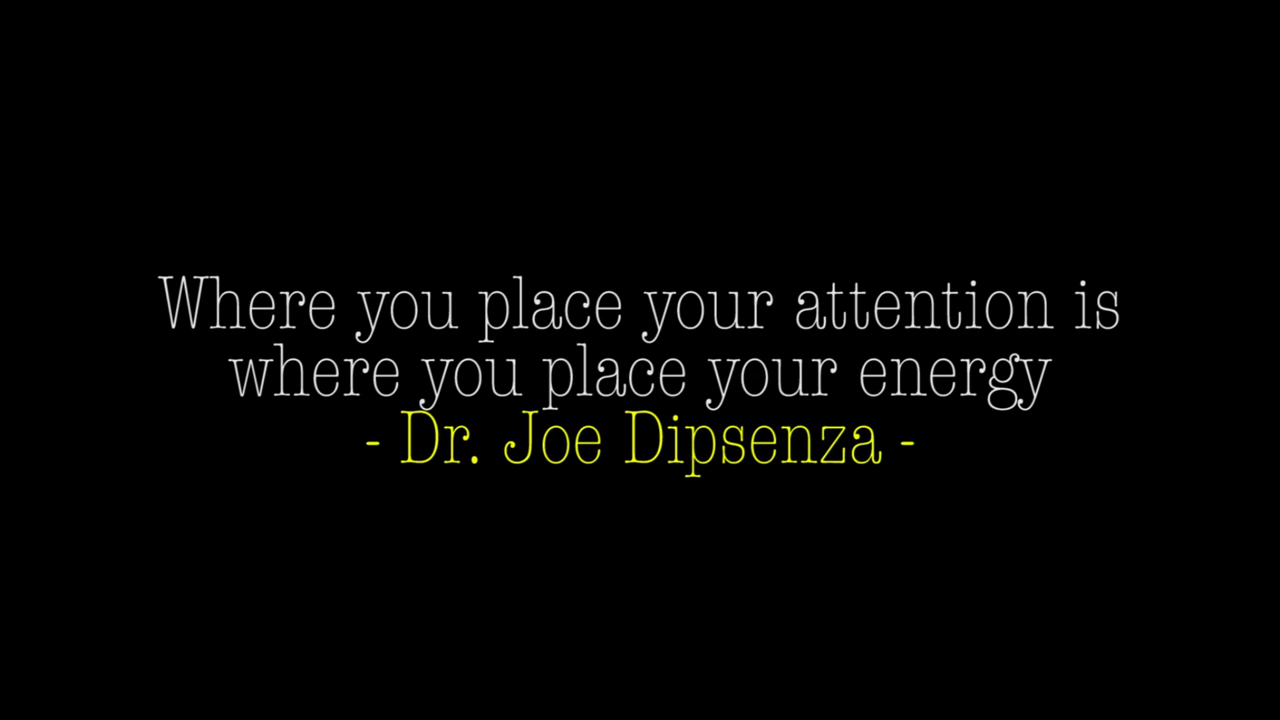 Where you place your attention is
where you place your energy
- Dr. Joe Dipsenza -